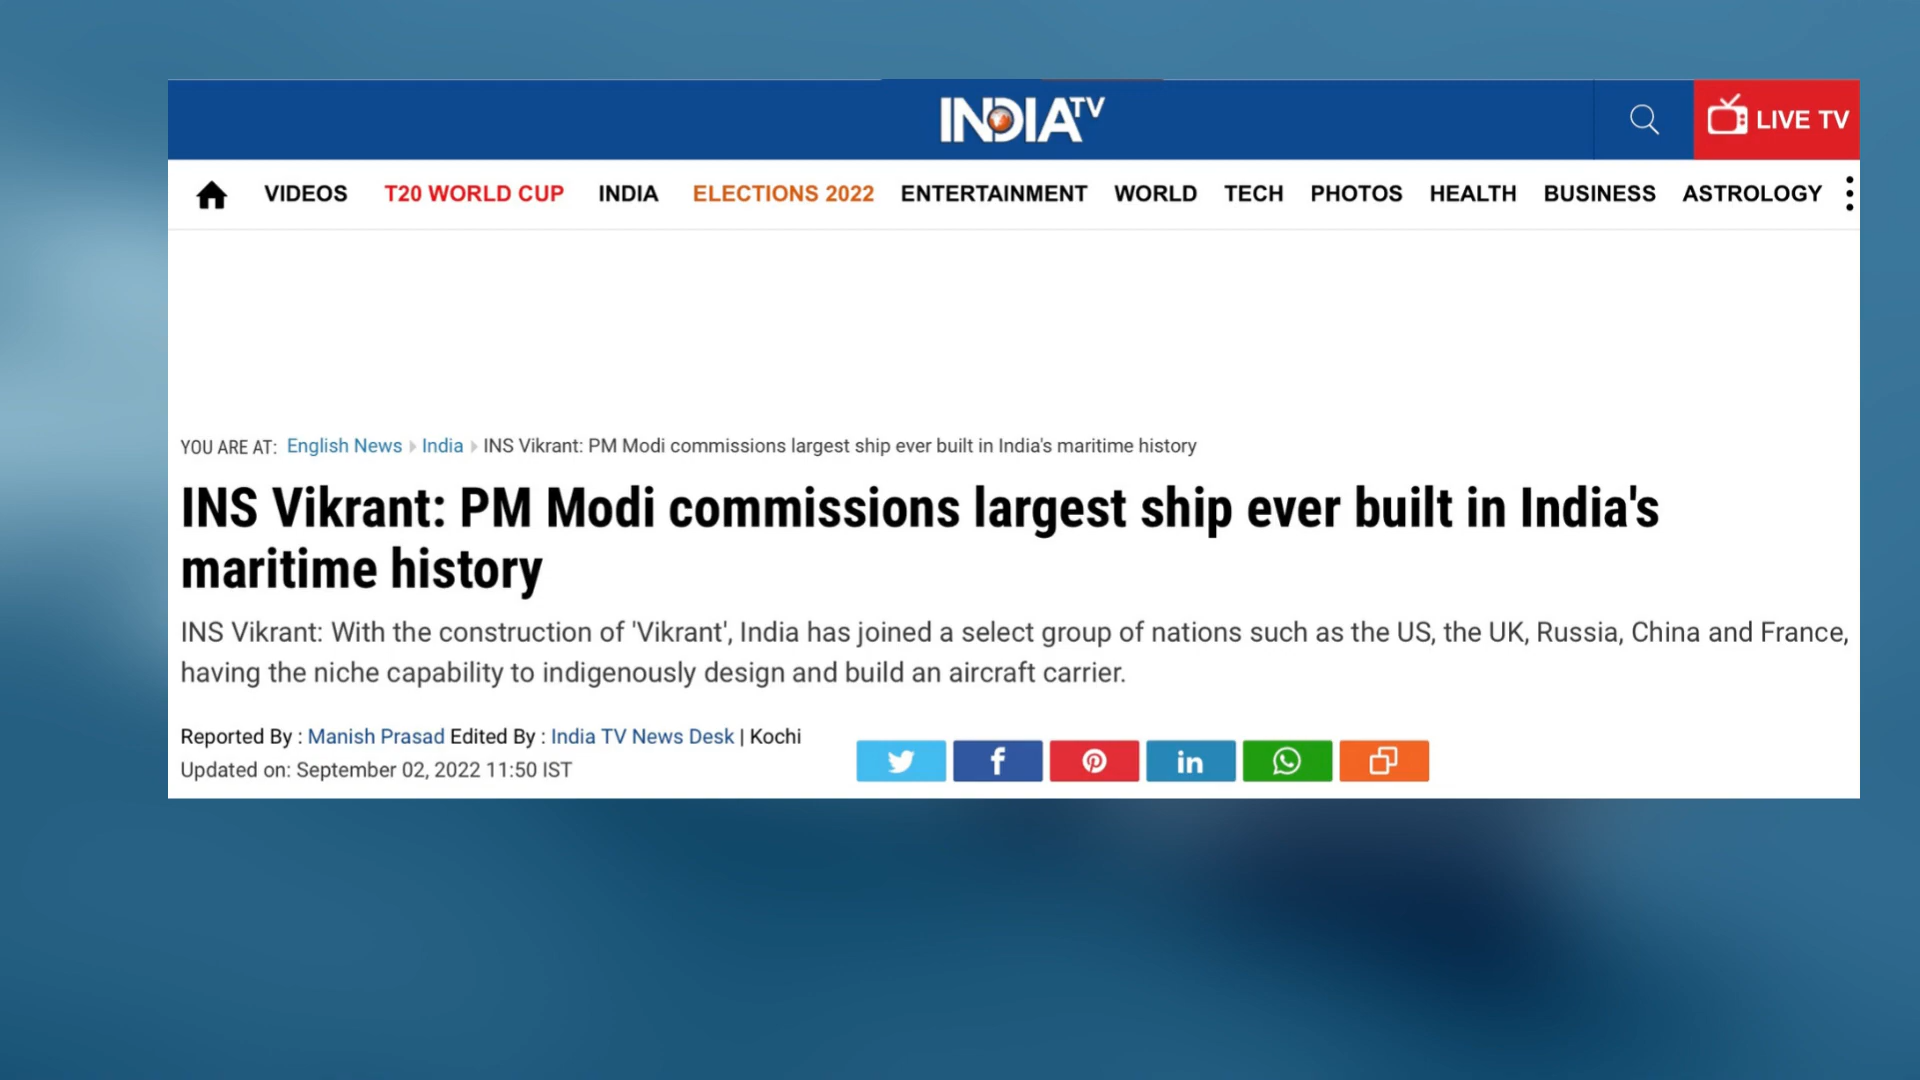 INDIATV
LIVE TV
VIDEOS T20 WORLD CUP INDIA ELECTIONS 2022 ENTERTAINMENT WORLD TECH PHOTOS HEALTH BUSINESS ASTROLOGY
YOU ARE AT: English News India INS Vikrant: PM Modi commissions largest ship ever built in India's maritime history
INS Vikrant: PM Modi commissions largest ship ever built in India's
maritime history
INS Vikrant: With the construction of 'Vikrant', India has joined a select group of nations such as the US, the UK, Russia, China and France,
having the niche capability to indigenously design and build an aircraft carrier.
Reported By : Manish Prasad Edited By : India TV News Desk | Kochi
Updated on: September 02, 2022 11:50 IST